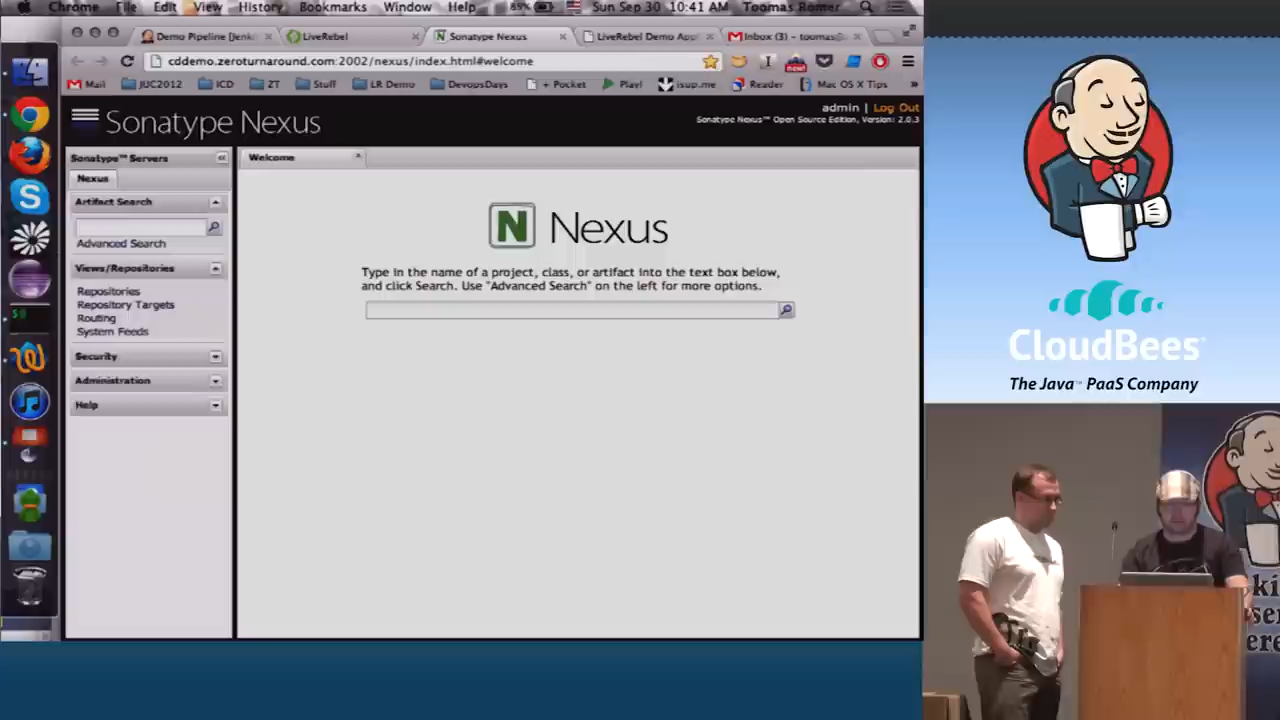 Chrome File Edit View History Bookmarks Window Help 85% Sun Sep 30 10:41 AM Toomas Romer
Demo Pipeline [Jenki LiveRebel Sonatype Nexus LiveRebel Demo App Inbox (3) – toomas@
cddemo.zeroturnaround.com:2002/nexus/index.html#welcome
Mail JUC2012 ICD ZT Stuff LR Demo DevopsDays + Pocket Play! isup.me Reader Mac OS X Tips
admin | Log Out
Sonatype Nexus
Sonatype Nexus™ Open Source Edition, Version: 2.0.3
Sonatype™ Servers
Welcome
Nexus
Artifact Search
Advanced Search
Views/Repositories
Repositories
Repository Targets
Routing
System Feeds
Security
Administration
Help
N Nexus
Type in the name of a project, class, or artifact into the text box below,
and click Search. Use "Advanced Search" on the left for more options.
CloudBees
The Java™ PaaS Company